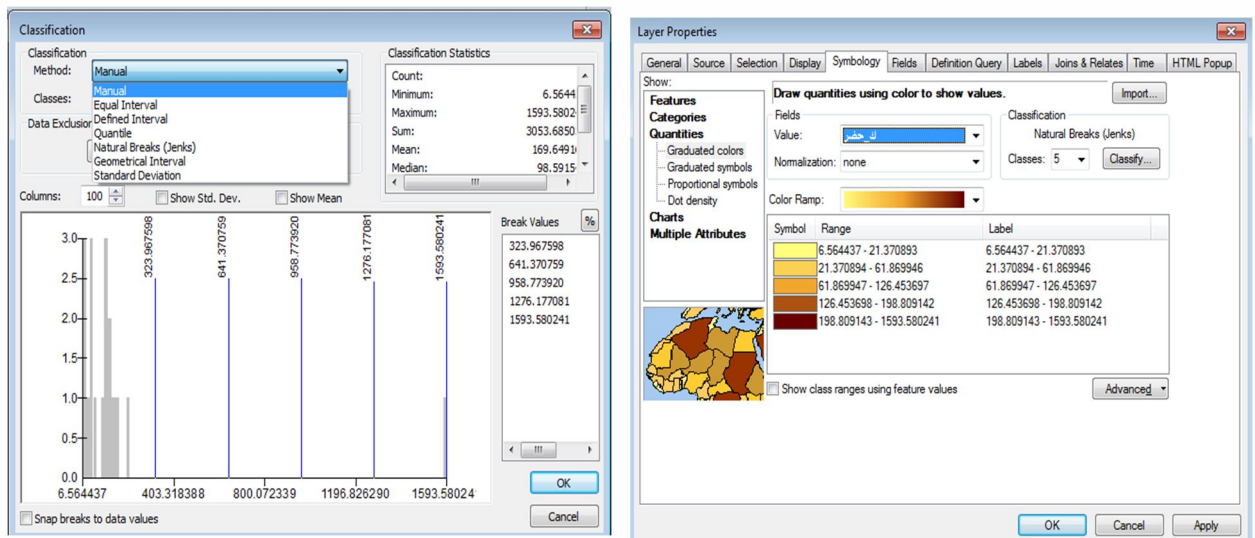 Classification
Classification
Method: Manual
Manual
Equal Interval
Defined Interval
Quantile
Natural Breaks (Jenks)
Geometrical Interval
Standard Deviation
Classes:
Data Exclusion
Classification Statistics
Count:
Minimum: 6.5644
Maximum: 1593.5802
Sum: 3053.6850
Mean: 169.6491
Median: 98.5915
Columns: 100 Show Std. Dev. Show Mean
323.967598 641.370759 958.773920 1276.177081 1593.580241
3.0
2.5
2.0
1.5
1.0
0.5
0.0
6.564437 403.318388 800.072339 1196.826290 1593.58024
Break Values %
323.967598
641.370759
958.773920
1276.177081
1593.580241
OK
Snap breaks to data values
Cancel
Layer Properties
General Source Selection Display Symbology Fields Definition Query Labels Joins & Relates Time HTML Popup
Show:
Features
Categories
Quantities
Graduated colors
Graduated symbols
Proportional symbols
Dot density
Charts
Multiple Attributes
Draw quantities using color to show values.
Import...
Fields
Value: ك_حضر
Normalization: none
Classification
Natural Breaks (Jenks)
Classes: 5 Classify...
Color Ramp:
Symbol Range Label
6.564437 - 21.370893 6.564437 - 21.370893
21.370894 - 61.869946 21.370894 - 61.869946
61.869947 - 126.453697 61.869947 - 126.453697
126.453698 - 198.809142 126.453698 - 198.809142
198.809143 - 1593.580241 198.809143 - 1593.580241
Show class ranges using feature values
Advanced
OK Cancel Apply